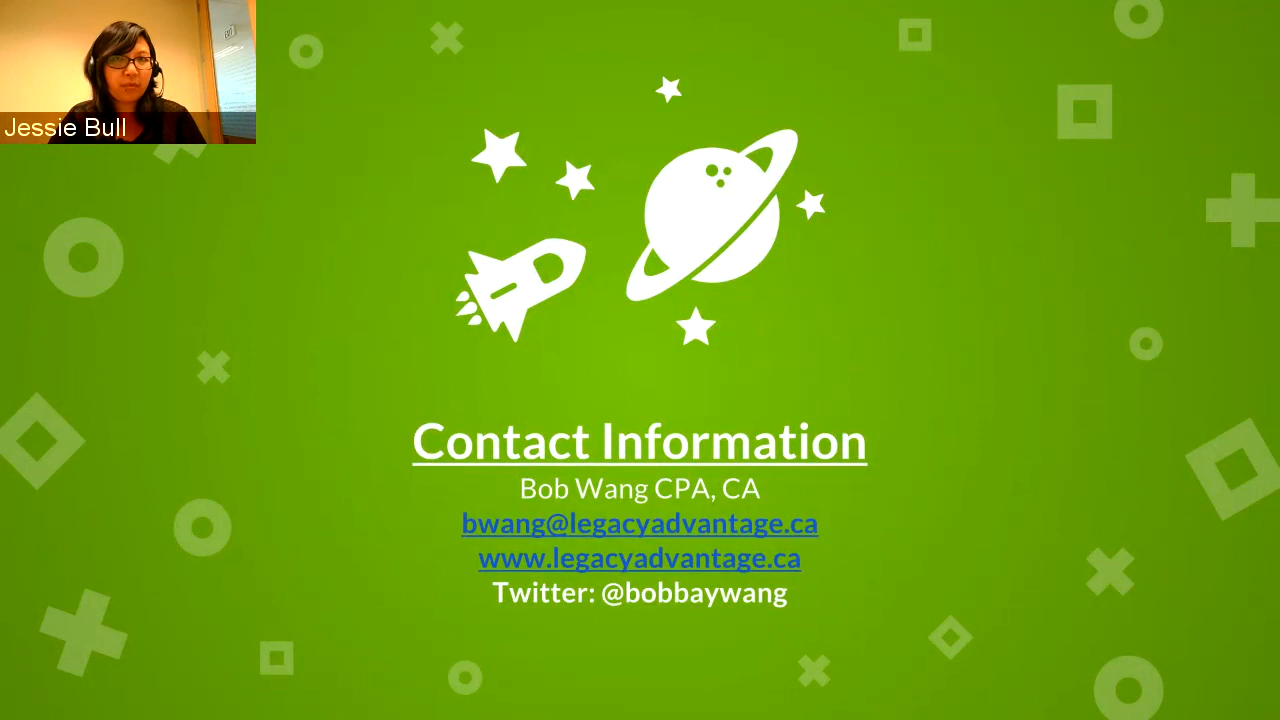 Jessie Bull
Contact Information
Bob Wang CPA, CA
bwang@legacyadvantage.ca
www.legacyadvantage.ca
Twitter: @bobbaywang